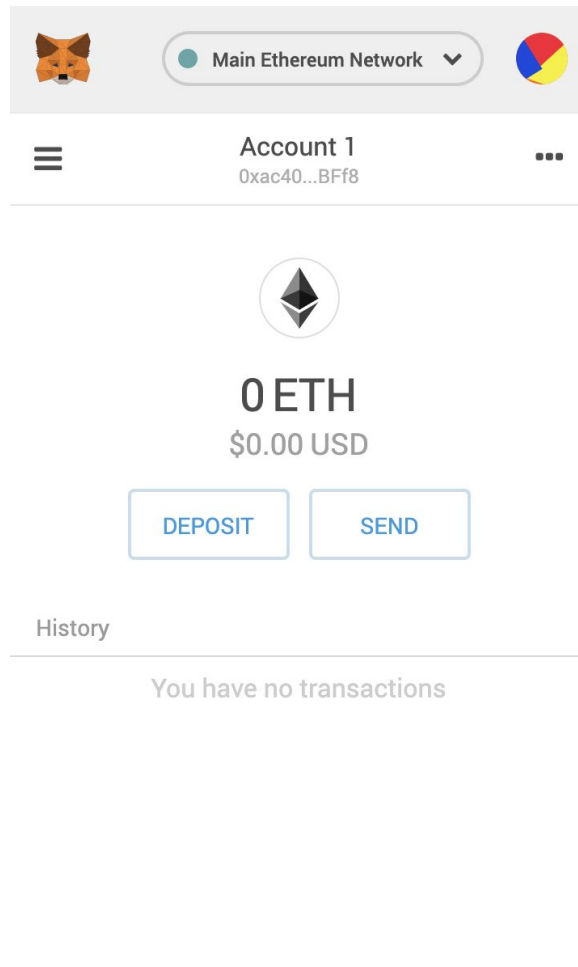 Main Ethereum Network
Account 1
0xac40...BFf8
0 ETH
$0.00 USD
DEPOSIT
SEND
History
You have no transactions